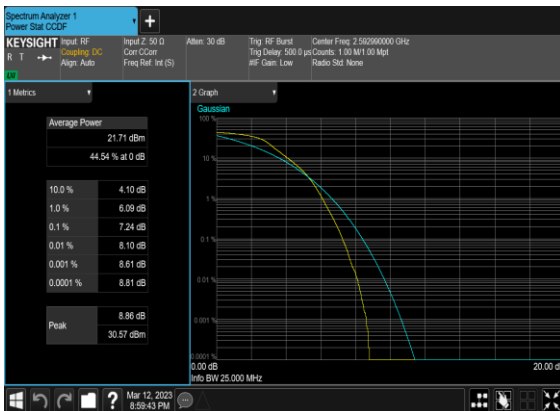 Spectrum Analyzer 1
Power Stat CCDF
KEYSIGHT
R T
LV
Input: RF
Coupling: DC
Align: Auto
Input Z: 50 Ω
Corr CCorr
Freq Ref: Int (S)
Atten: 30 dB
Trig: RF Burst
Trig Delay: 500.0 µs
#IF Gain: Low
Center Freq: 2.592990000 GHz
Counts: 1.00 M/1.00 Mpt
Radio Std: None
1 Metrics
Average Power
21.71 dBm
44.54 % at 0 dB
10.0 % 4.10 dB
1.0 % 6.09 dB
0.1 % 7.24 dB
0.01 % 8.10 dB
0.001 % 8.61 dB
0.0001 % 8.81 dB
Peak 8.86 dB
30.57 dBm
2 Graph
Gaussian
100 %
10 %
1 %
0.1 %
0.01 %
0.001 %
0.0001 %
0.00 dB
20.00 d
Info BW 25.000 MHz
Mar 12, 2023
8:59:43 PM